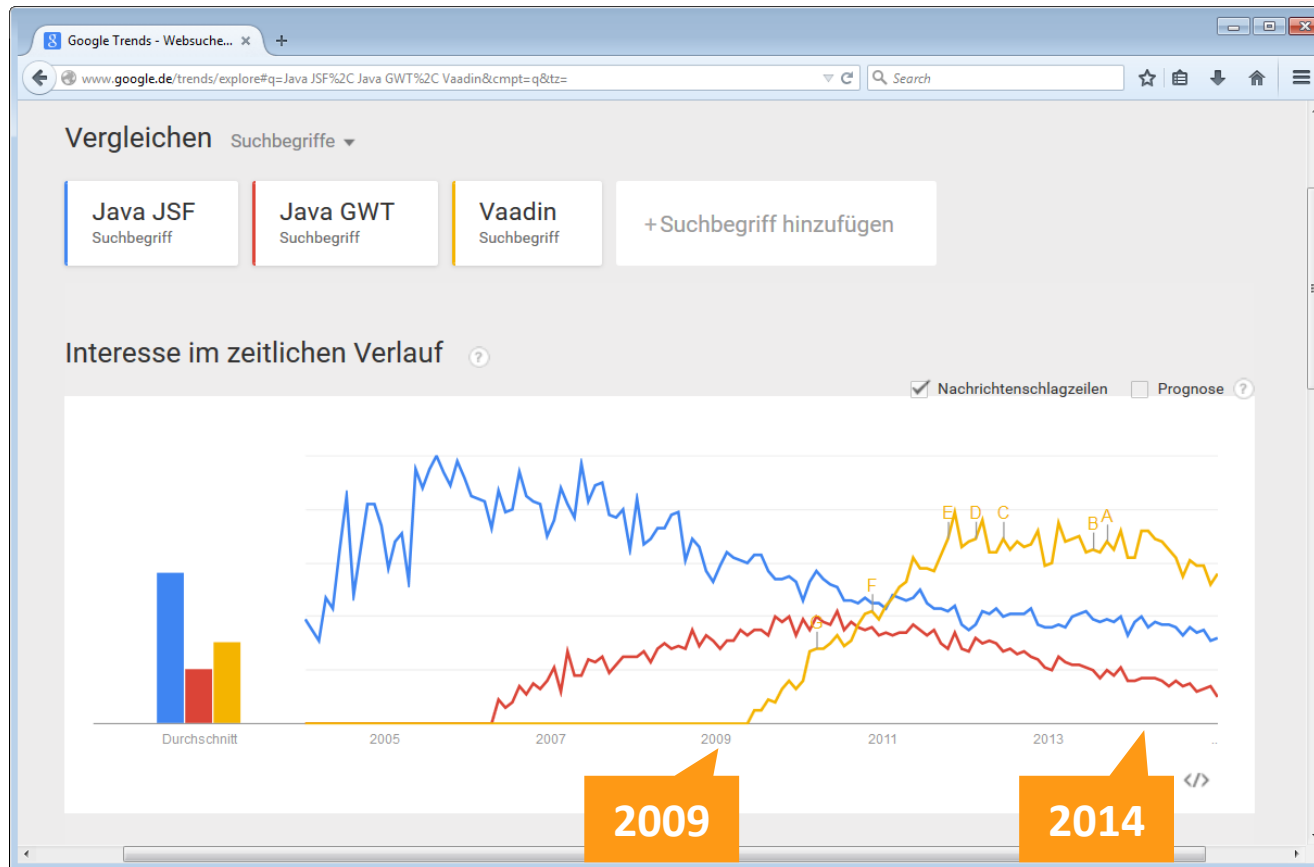 Google Trends - Websuche...
www.google.de/trends/explore#q=Java JSF%2C Java GWT%2C Vaadin&cmpt=q&tz=
Search
Vergleichen Suchbegriffe
Java JSF
Suchbegriff
Java GWT
Suchbegriff
Vaadin
Suchbegriff
+Suchbegriff hinzufügen
Interesse im zeitlichen Verlauf ?
Nachrichtenschlagzeilen Prognose ?
E D C B A
F
G
Durchschnitt 2005 2007 2009 2011 2013 ..
</>
2009 2014